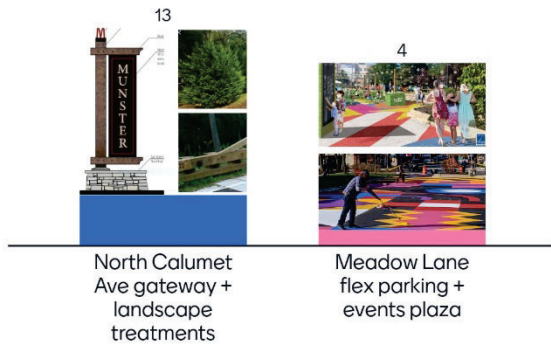 13
M
MUNSTER
4
North Calumet
Ave gateway +
landscape
treatments
Meadow Lane
flex parking +
events plaza